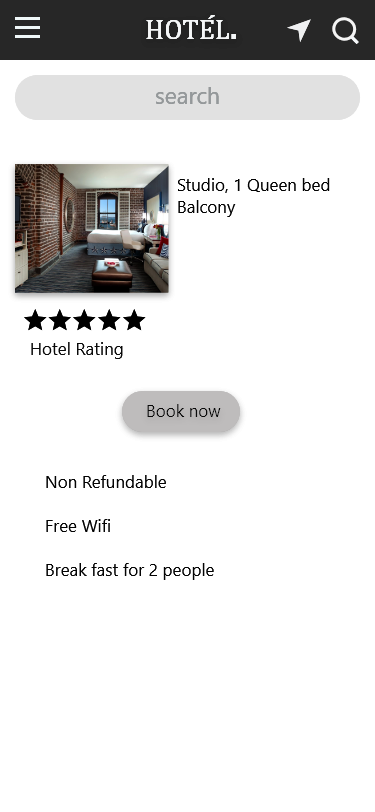 HOTÉL.
search
Studio, 1 Queen bed
Balcony
Hotel Rating
Book now
Non Refundable
Free Wifi
Break fast for 2 people